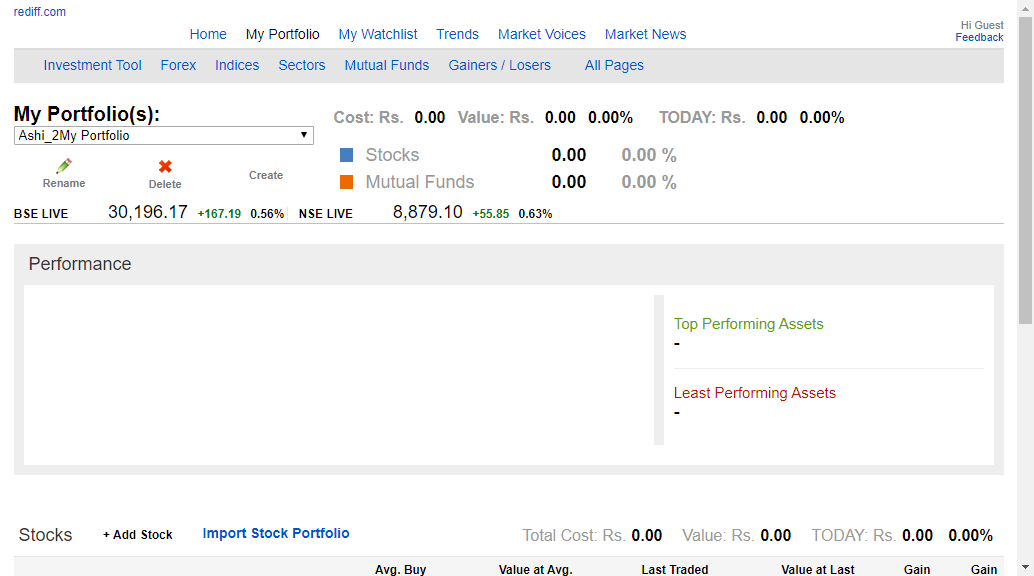 rediff.com
Hi Guest
Home My Portfolio My Watchlist Trends Market Voices Market News
Feedback
Investment Tool Forex Indices Sectors Mutual Funds Gainers / Losers All Pages
My Portfolio(s):
Cost: Rs. 0.00 Value: Rs. 0.00 0.00% TODAY: Rs. 0.00 0.00%
Ashi_2My Portfolio
Stocks 0.00 0.00 %
Rename Delete Create
Mutual Funds 0.00 0.00 %
BSE LIVE 30,196.17 +167.19 0.56% NSE LIVE 8,879.10 +55.85 0.63%
Performance
Top Performing Assets
-
Least Performing Assets
-
Stocks + Add Stock Import Stock Portfolio Total Cost: Rs. 0.00 Value: Rs. 0.00 TODAY: Rs. 0.00 0.00%
Avg. Buy Value at Avg. Last Traded Value at Last Gain Gain